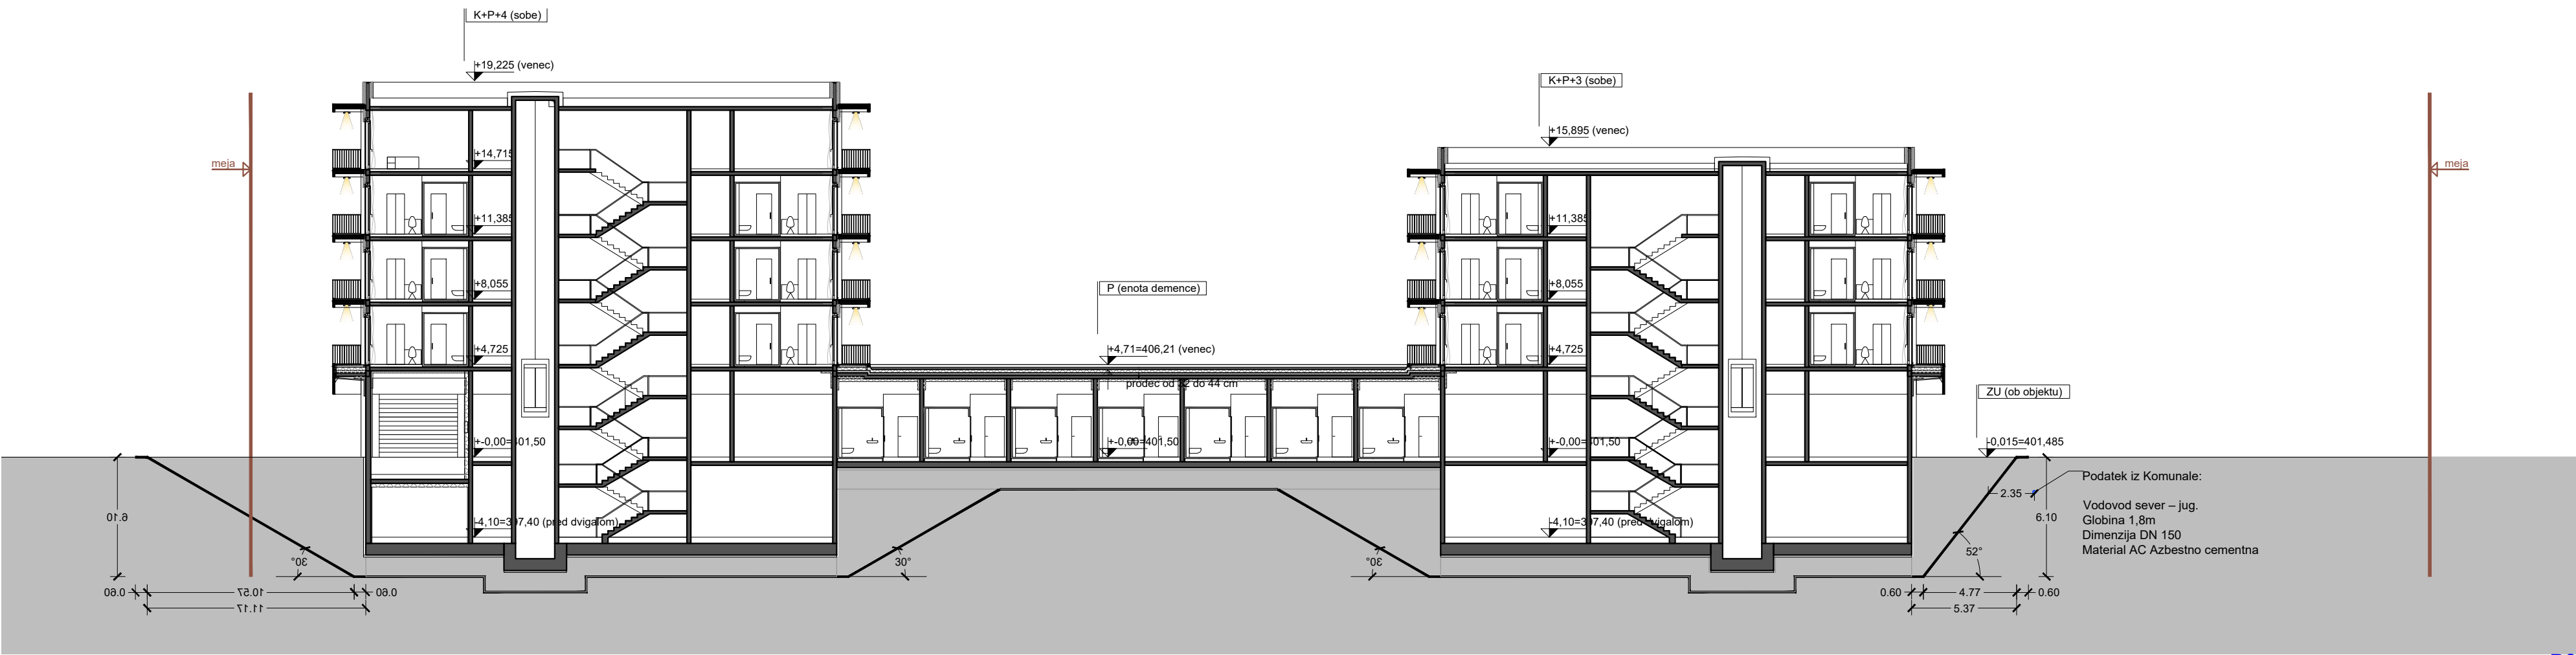 K+P+4 (sobe)
+19,225 (venec)
K+P+3 (sobe)
+15,895 (venec)
meja
meja
+14,715
+11,385
+11,385
+8,055
+8,055
P (enota demence)
+4,725
+4,71=406,21 (venec)
+4,725
prodec od 32 do 44 cm
ZU (ob objektu)
+-0,00=401,50
+-0,00=401,50
+-0,00=401,50
-0,015=401,485
Podatek iz Komunale:
2.35
Vodovod sever – jug.
6.10
6.10
Globina 1,8m
-4,10=397,40 (pred dvigalom)
-4,10=397,40 (pred dvigalom)
Dimenzija DN 150
Material AC Azbestno cementna
30°
30°
30°
52°
0.60
10.57
0.60
0.60
4.77
0.60
11.17
5.37